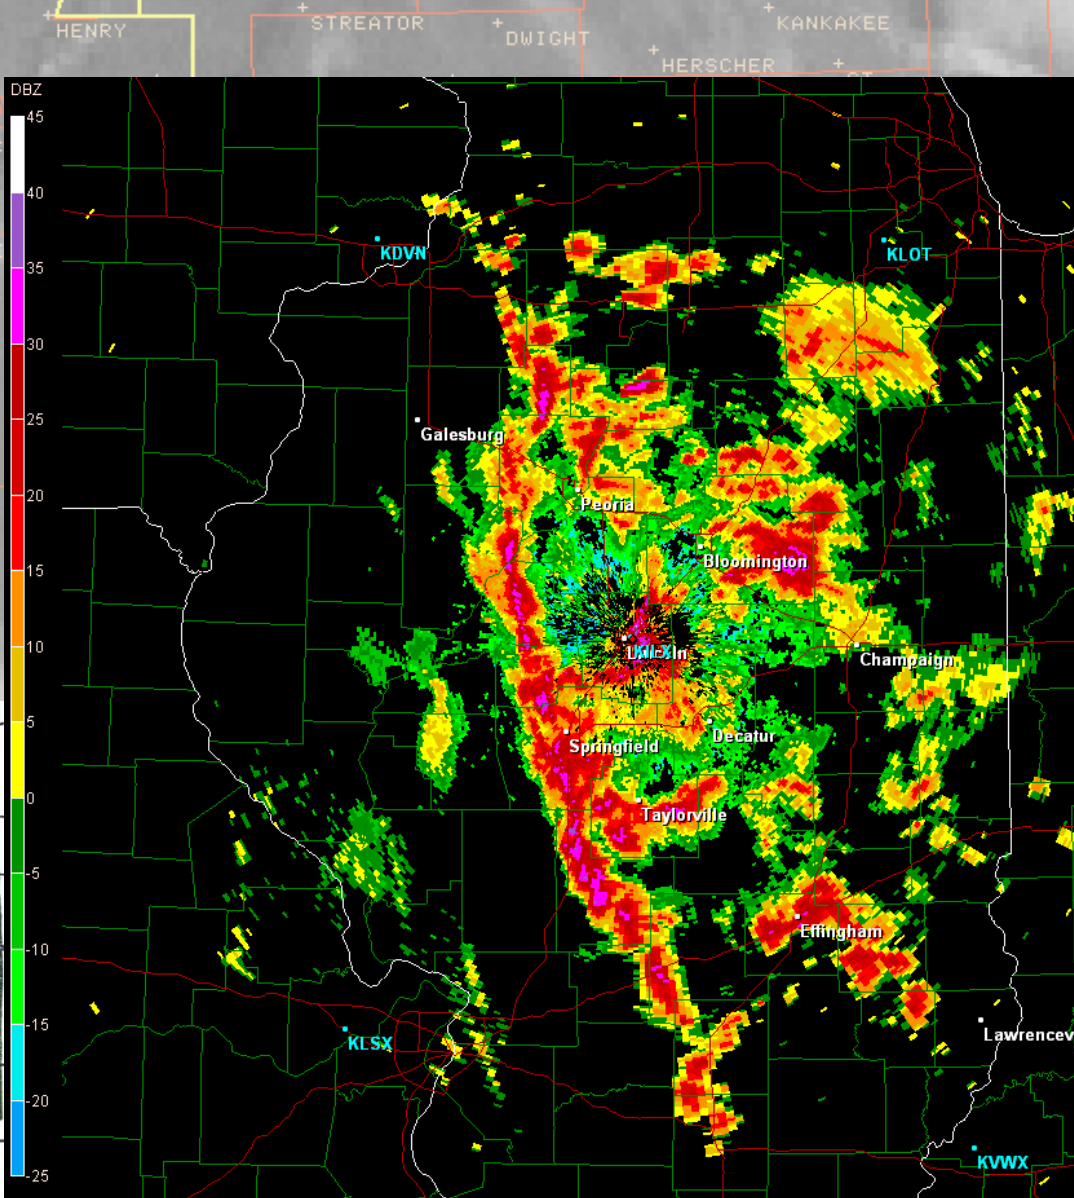 HENRY
STREATOR
DWIGHT
KANKAKEE
HERSCHER
DBZ
45
40
35
30
25
20
15
10
5
0
-5
-10
-15
-20
-25
KDVN
KLOT
Galesburg
Peoria
Bloomington
Champaign
Decatur
Springfield
Taylorville
Effingham
Lawrencev
KLSX
KVWX